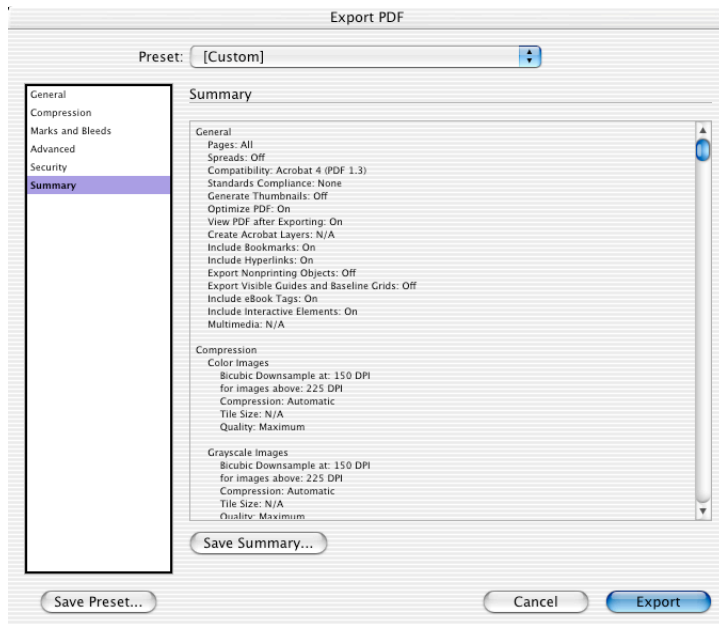 Export PDF
Preset: [Custom]
General
Compression
Marks and Bleeds
Advanced
Security
Summary
Summary
General
Pages: All
Spreads: Off
Compatibility: Acrobat 4 (PDF 1.3)
Standards Compliance: None
Generate Thumbnails: Off
Optimize PDF: On
View PDF after Exporting: On
Create Acrobat Layers: N/A
Include Bookmarks: On
Include Hyperlinks: On
Export Nonprinting Objects: Off
Export Visible Guides and Baseline Grids: Off
Include eBook Tags: On
Include Interactive Elements: On
Multimedia: N/A
Compression
Color Images
Bicubic Downsample at: 150 DPI
for images above: 225 DPI
Compression: Automatic
Tile Size: N/A
Quality: Maximum
Grayscale Images
Bicubic Downsample at: 150 DPI
for images above: 225 DPI
Compression: Automatic
Tile Size: N/A
Quality: Maximum
Save Summary...
Save Preset...
Cancel
Export